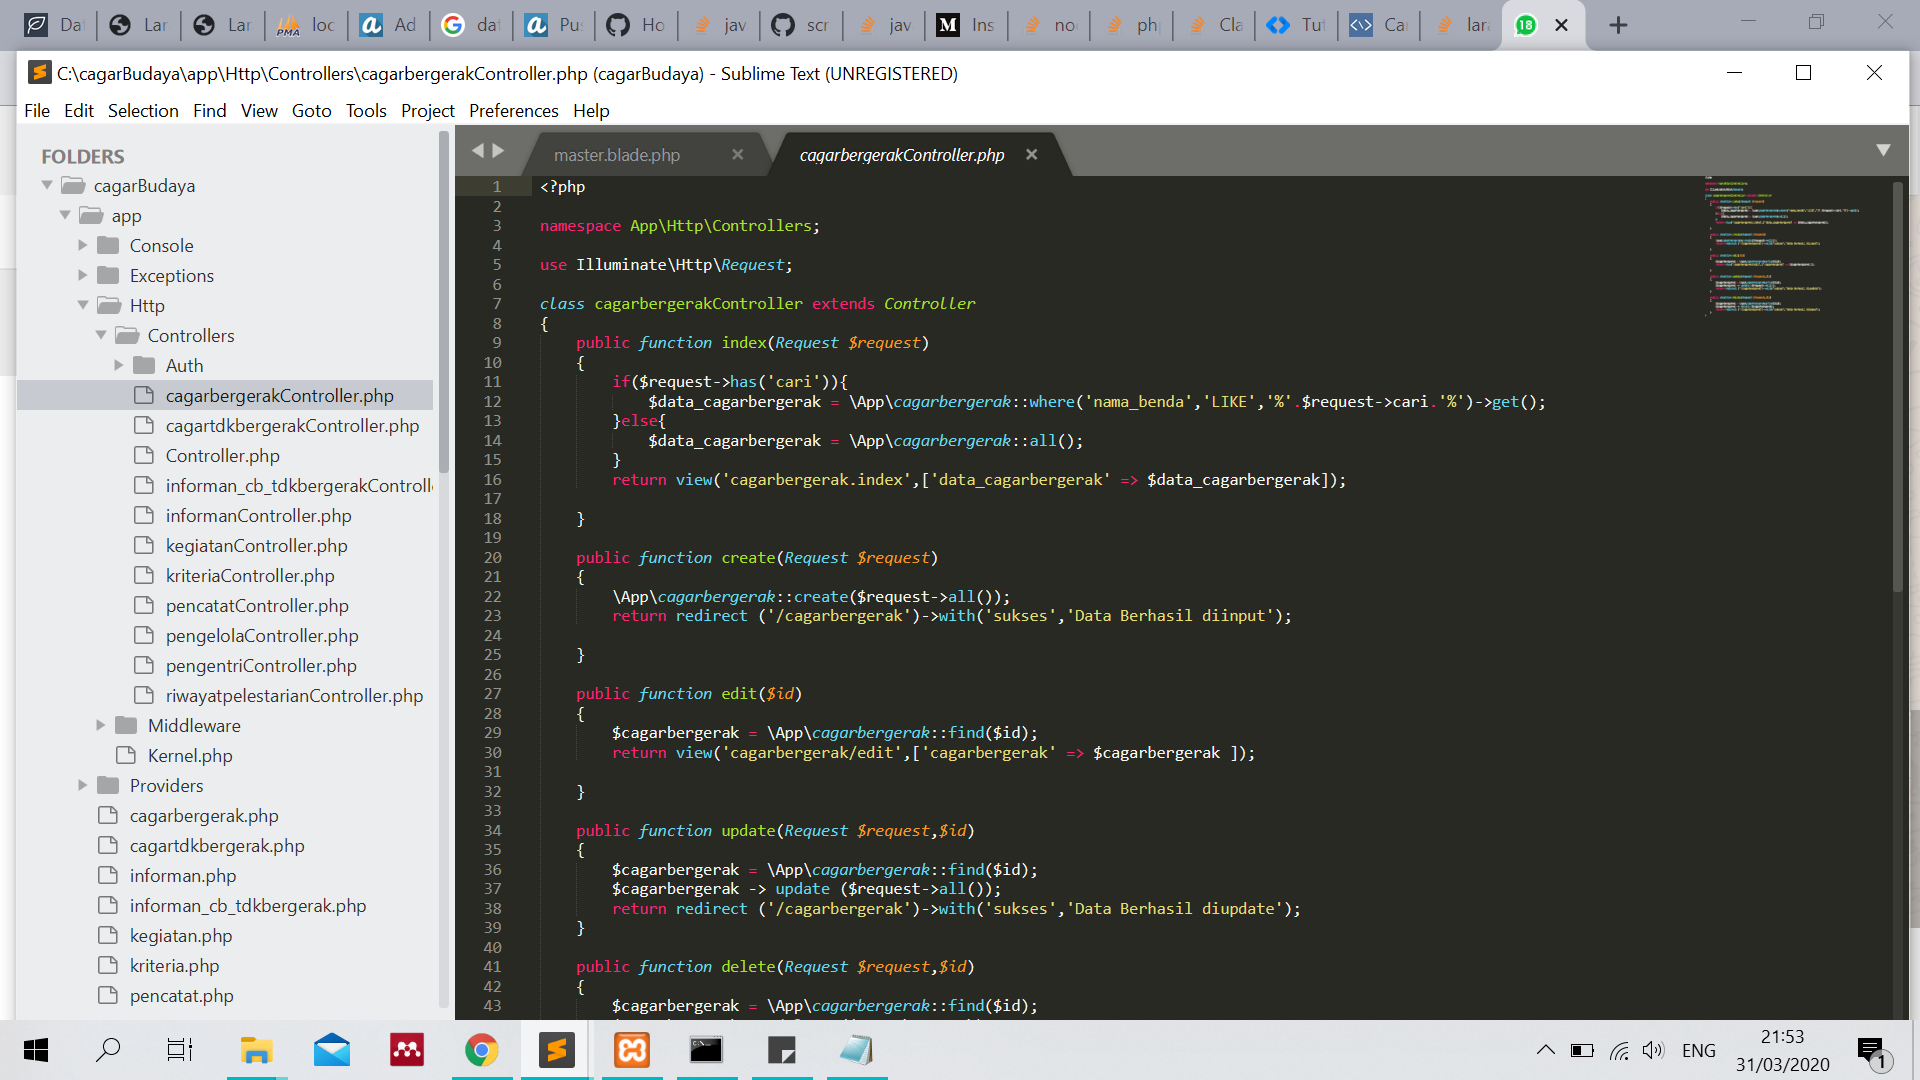 Dat
Lar
Lar
loc
Ad
dat
Pus
Ho
jav
scr
jav
Ins
no
ph
Cla
Tut
Ca
lara
18
C:\cagarBudaya\app\Http\Controllers\cagarbergerakController.php (cagarBudaya) - Sublime Text (UNREGISTERED)
File Edit Selection Find View Goto Tools Project Preferences Help
FOLDERS
cagarBudaya
app
Console
Exceptions
Http
Controllers
Auth
cagarbergerakController.php
cagartdkbergerakController.php
Controller.php
informan_cb_tdkbergerakControll
informanController.php
kegiatanController.php
kriteriaController.php
pencatatController.php
pengelolaController.php
pengentriController.php
riwayatpelestarianController.php
Middleware
Kernel.php
Providers
cagarbergerak.php
cagartdkbergerak.php
informan.php
informan_cb_tdkbergerak.php
kegiatan.php
kriteria.php
pencatat.php
master.blade.php
cagarbergerakController.php
1 <?php
2
3 namespace App\Http\Controllers;
4
5 use Illuminate\Http\Request;
6
7 class cagarbergerakController extends Controller
8 {
9 public function index(Request $request)
10 {
11 if($request->has('cari')){
12 $data_cagarbergerak = \App\cagarbergerak::where('nama_benda','LIKE','%'.$request->cari.'%')->get();
13 }else{
14 $data_cagarbergerak = \App\cagarbergerak::all();
15 }
16 return view('cagarbergerak.index',['data_cagarbergerak' => $data_cagarbergerak]);
17
18 }
19
20 public function create(Request $request)
21 {
22 \App\cagarbergerak::create($request->all());
23 return redirect ('/cagarbergerak')->with('sukses','Data Berhasil diinput');
24
25 }
26
27 public function edit($id)
28 {
29 $cagarbergerak = \App\cagarbergerak::find($id);
30 return view('cagarbergerak/edit',['cagarbergerak' => $cagarbergerak ]);
31
32 }
33
34 public function update(Request $request,$id)
35 {
36 $cagarbergerak = \App\cagarbergerak::find($id);
37 $cagarbergerak -> update ($request->all());
38 return redirect ('/cagarbergerak')->with('sukses','Data Berhasil diupdate');
39 }
40
41 public function delete(Request $request,$id)
42 {
43 $cagarbergerak = \App\cagarbergerak::find($id);
ENG
21:53
31/03/2020
1